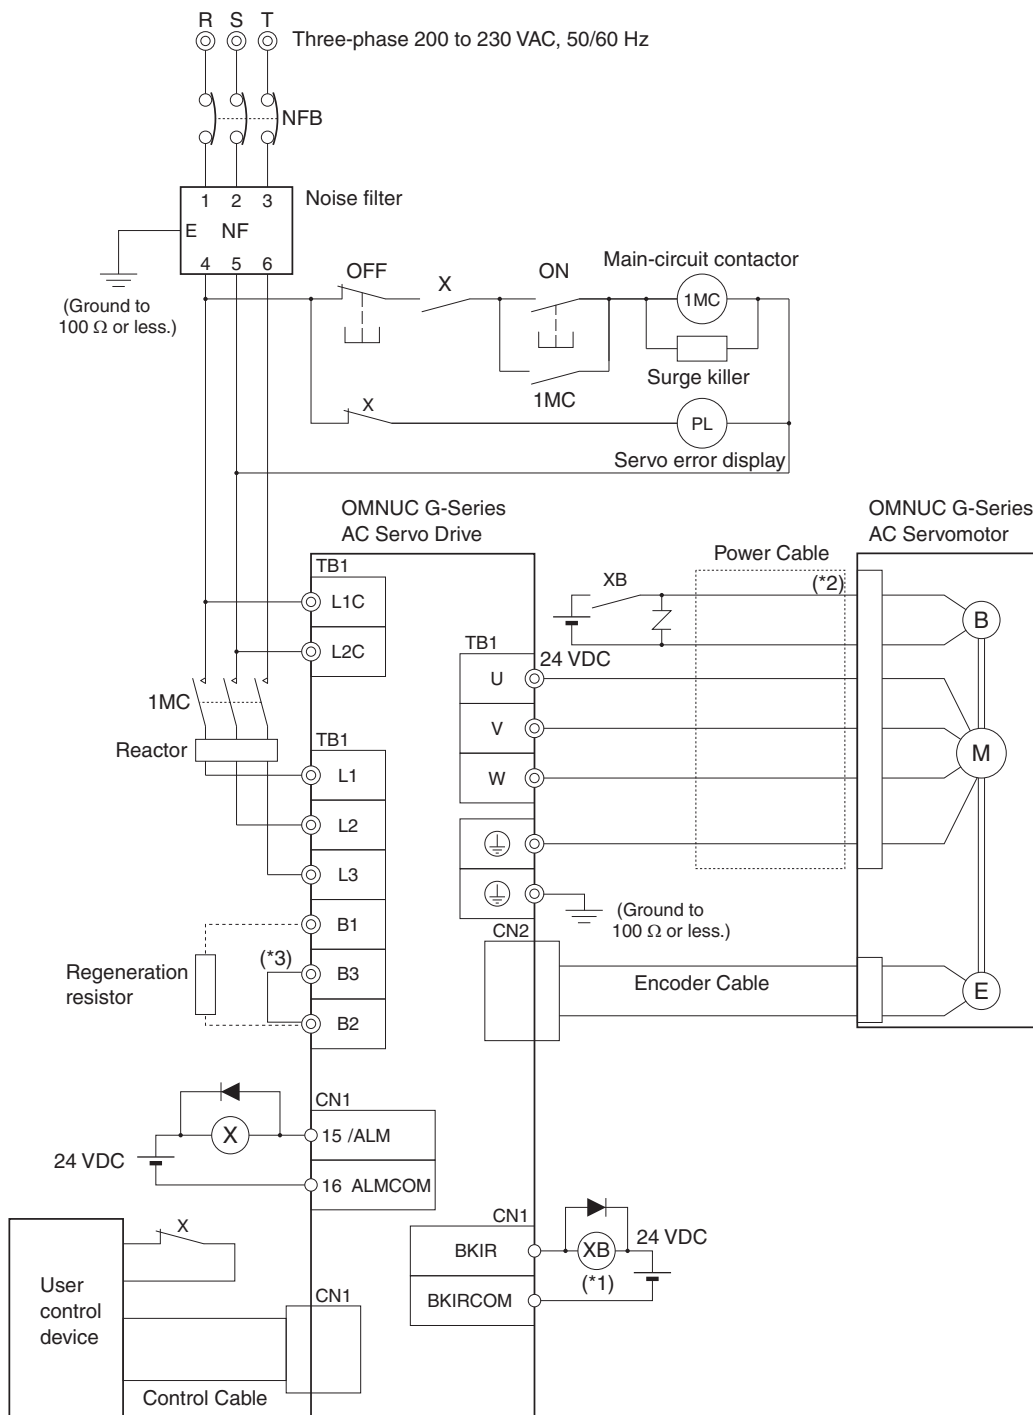 R S T
Three-phase 200 to 230 VAC, 50/60 Hz
NFB
1 2 3
Noise filter
E NF
4 5 6
(Ground to
100 Ω or less.)
OFF
X
ON
Main-circuit contactor
1MC
Surge killer
1MC
X
PL
Servo error display
OMNUC G-Series
AC Servo Drive
OMNUC G-Series
AC Servomotor
TB1
L1C
L2C
Power Cable
XB
(*2)
B
24 VDC
TB1
U
V
W
M
1MC
Reactor
TB1
L1
L2
L3
B1
B3
B2
(*3)
Regeneration
resistor
(Ground to
100 Ω or less.)
CN2
Encoder Cable
E
CN1
X
15 /ALM
24 VDC
16 ALMCOM
CN1
BKIR
XB
24 VDC
(*1)
BKIRCOM
X
User
control
device
CN1
Control Cable